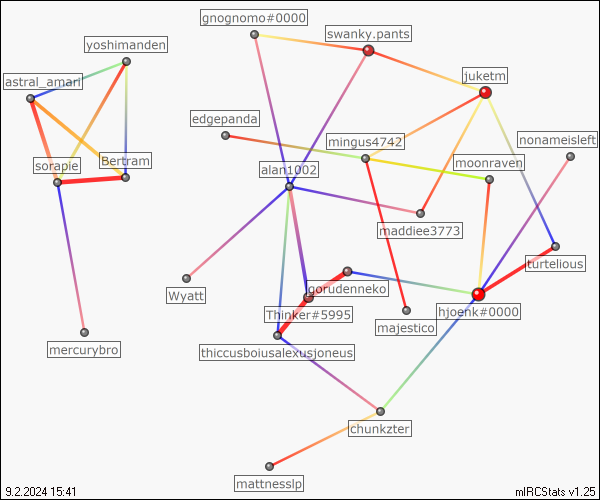 gnognomo#0000
swanky.pants
yoshimanden
juketm
astral_amari
edgepanda
mingus4742
nonameisleft
Bertram
moonraven
sorapie
alan1002
maddiee3773
turtelious
gorudenneko
Wyatt
hjoenk#0000
Thinker#5995
majestico
mercurybro
thiccusboiusalexusjoneus
chunkzter
mattnesslp
9.2.2024 15:41
mIRCStats v1.25